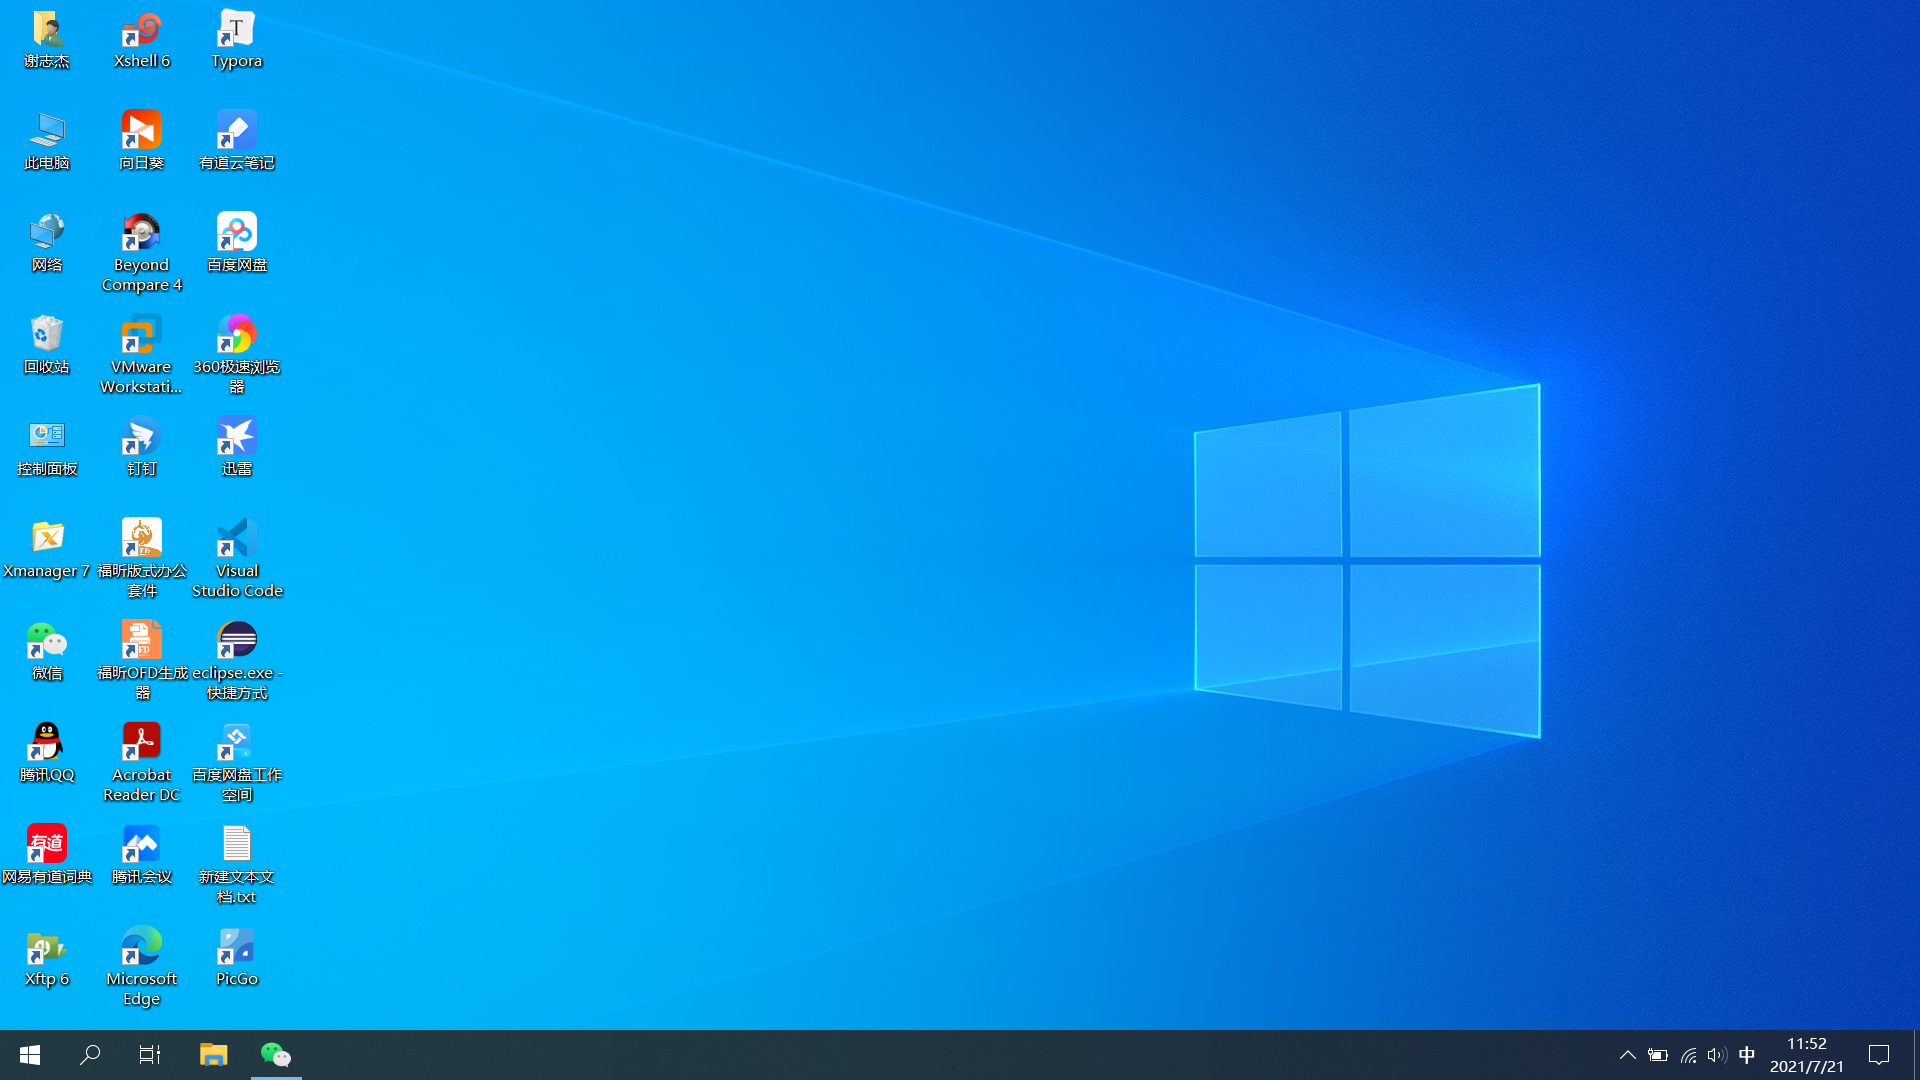 谢志杰
Xshell 6
T
Typora
此电脑
向日葵
有道云笔记
网络
Beyond
Compare 4
百度网盘
回收站
VMware
Workstati...
360极速浏览
器
控制面板
钉钉
迅雷
Xmanager 7
福昕版式办公
套件
Visual
Studio Code
微信
福昕OFD生成
器
eclipse.exe -
快捷方式
腾讯QQ
Acrobat
Reader DC
百度网盘工作
空间
有道
网易有道词典
腾讯会议
新建文本文
档.txt
Xftp 6
Microsoft
Edge
PicGo
中
11:52
2021/7/21